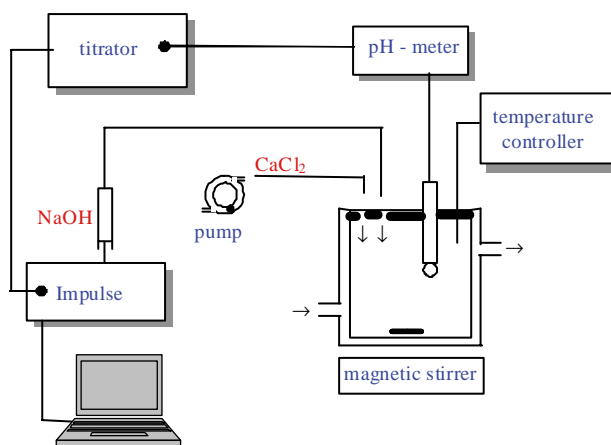 titrator
pH - meter
temperature
controller
CaCl₂
NaOH
pump
Impulse
magnetic stirrer